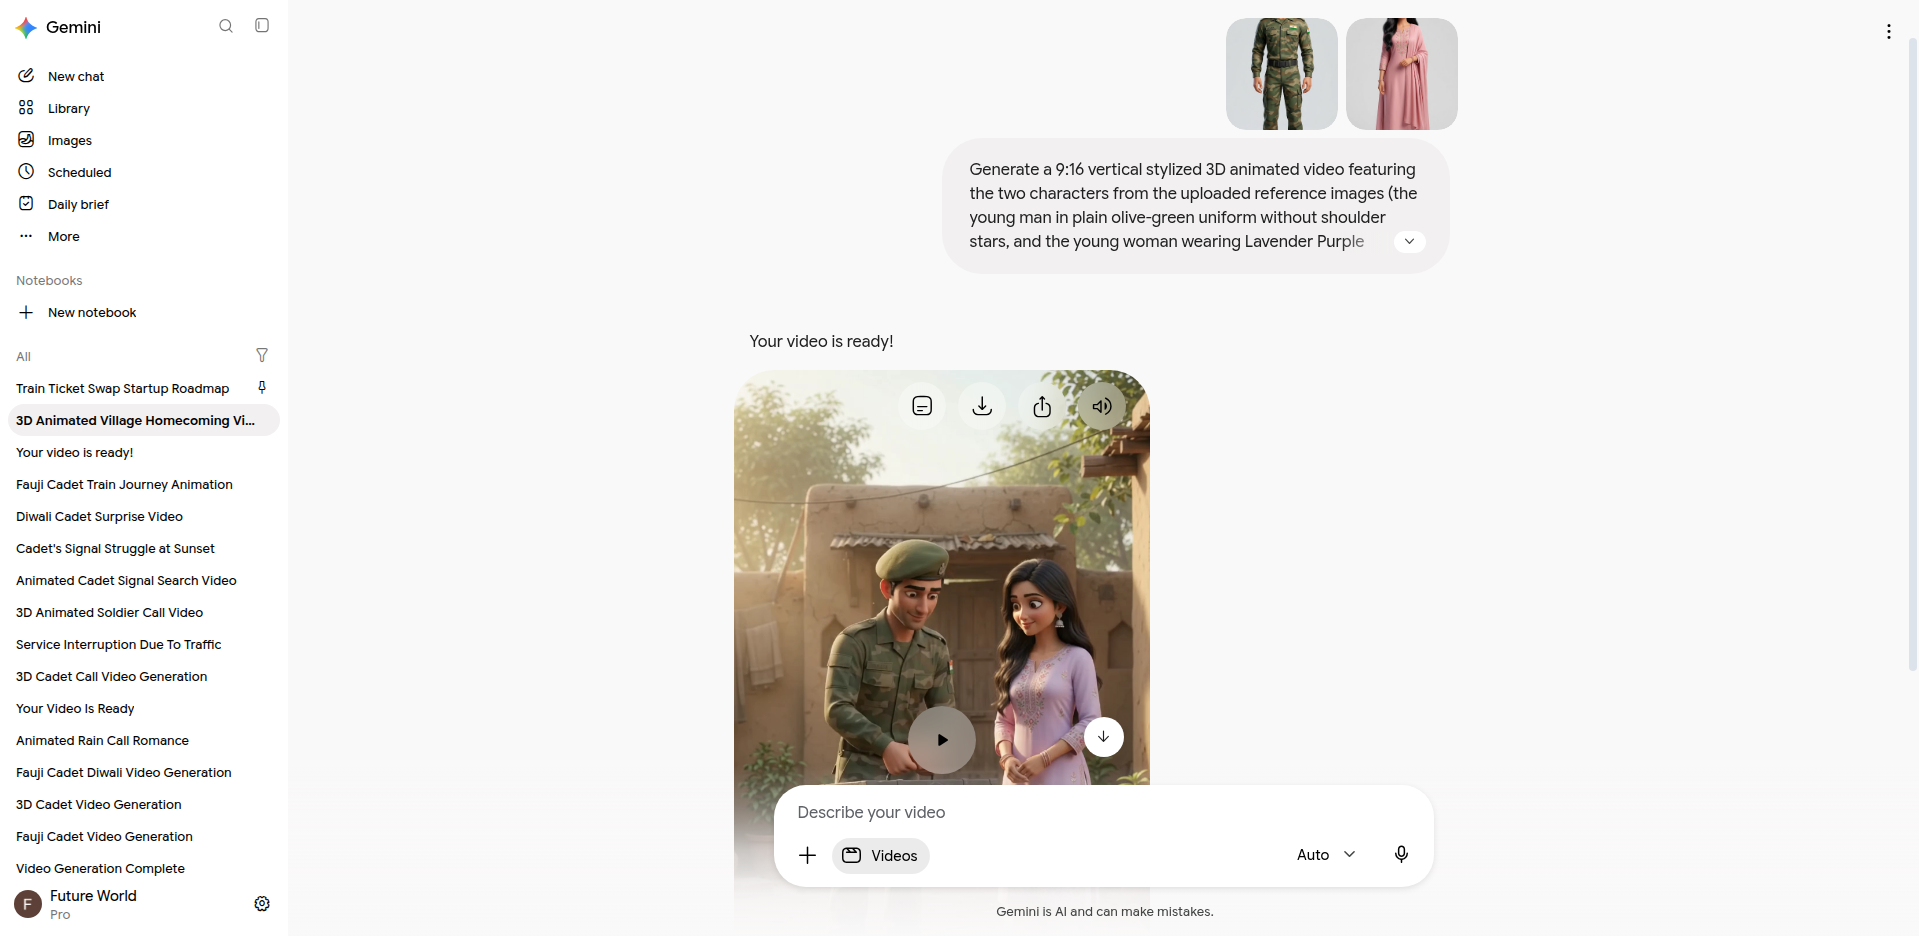 Gemini
New chat
Library
Images
Scheduled
Daily brief
More
Notebooks
New notebook
All
Train Ticket Swap Startup Roadmap
3D Animated Village Homecoming Vi...
Your video is ready!
Fauji Cadet Train Journey Animation
Diwali Cadet Surprise Video
Cadet's Signal Struggle at Sunset
Animated Cadet Signal Search Video
3D Animated Soldier Call Video
Service Interruption Due To Traffic
3D Cadet Call Video Generation
Your Video Is Ready
Animated Rain Call Romance
Fauji Cadet Diwali Video Generation
3D Cadet Video Generation
Fauji Cadet Video Generation
Video Generation Complete
F
Future World
Pro
Generate a 9:16 vertical stylized 3D animated video featuring
the two characters from the uploaded reference images (the
young man in plain olive-green uniform without shoulder
stars, and the young woman wearing Lavender Purple
Your video is ready!
Describe your video
Videos
Auto
Gemini is AI and can make mistakes.